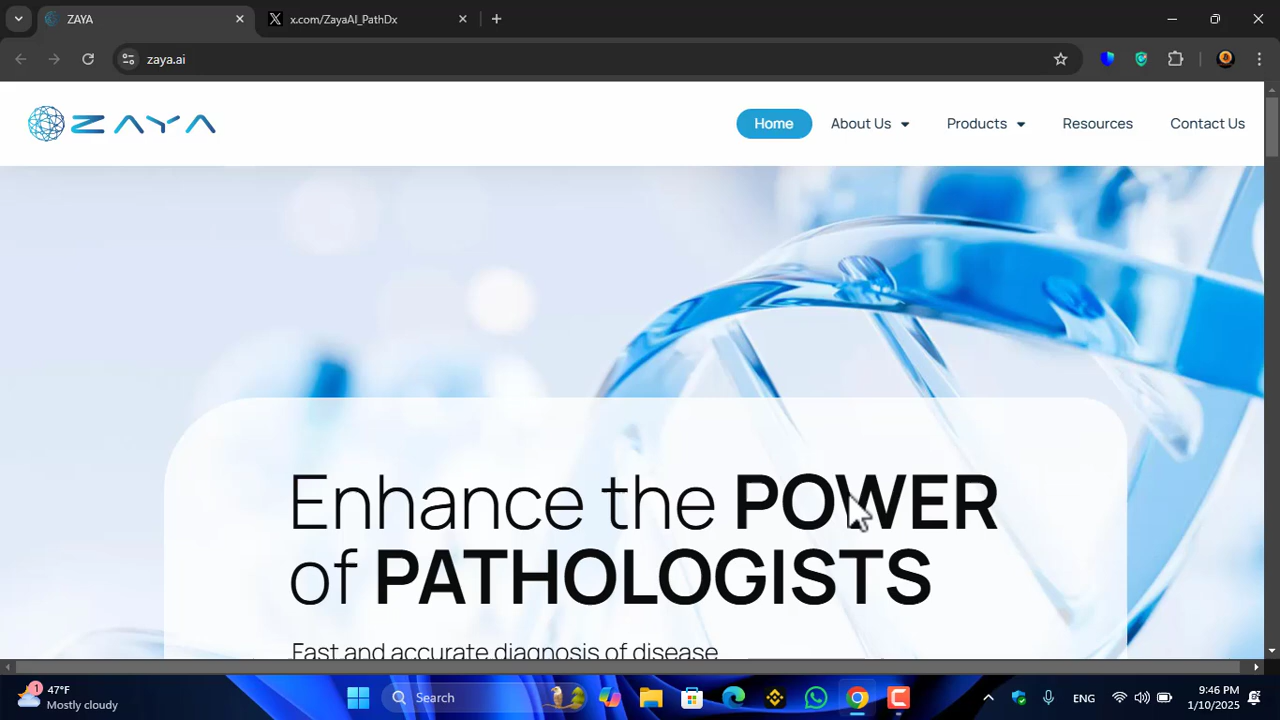 ZAYA
x.com/ZayaAI_PathDx
zaya.ai
ZAYA
Home
About Us
Products
Resources
Contact Us
Enhance the POWER
of PATHOLOGISTS
Fast and accurate diagnosis of disease
1
47°F
Mostly cloudy
Search
ENG
9:46 PM
1/10/2025